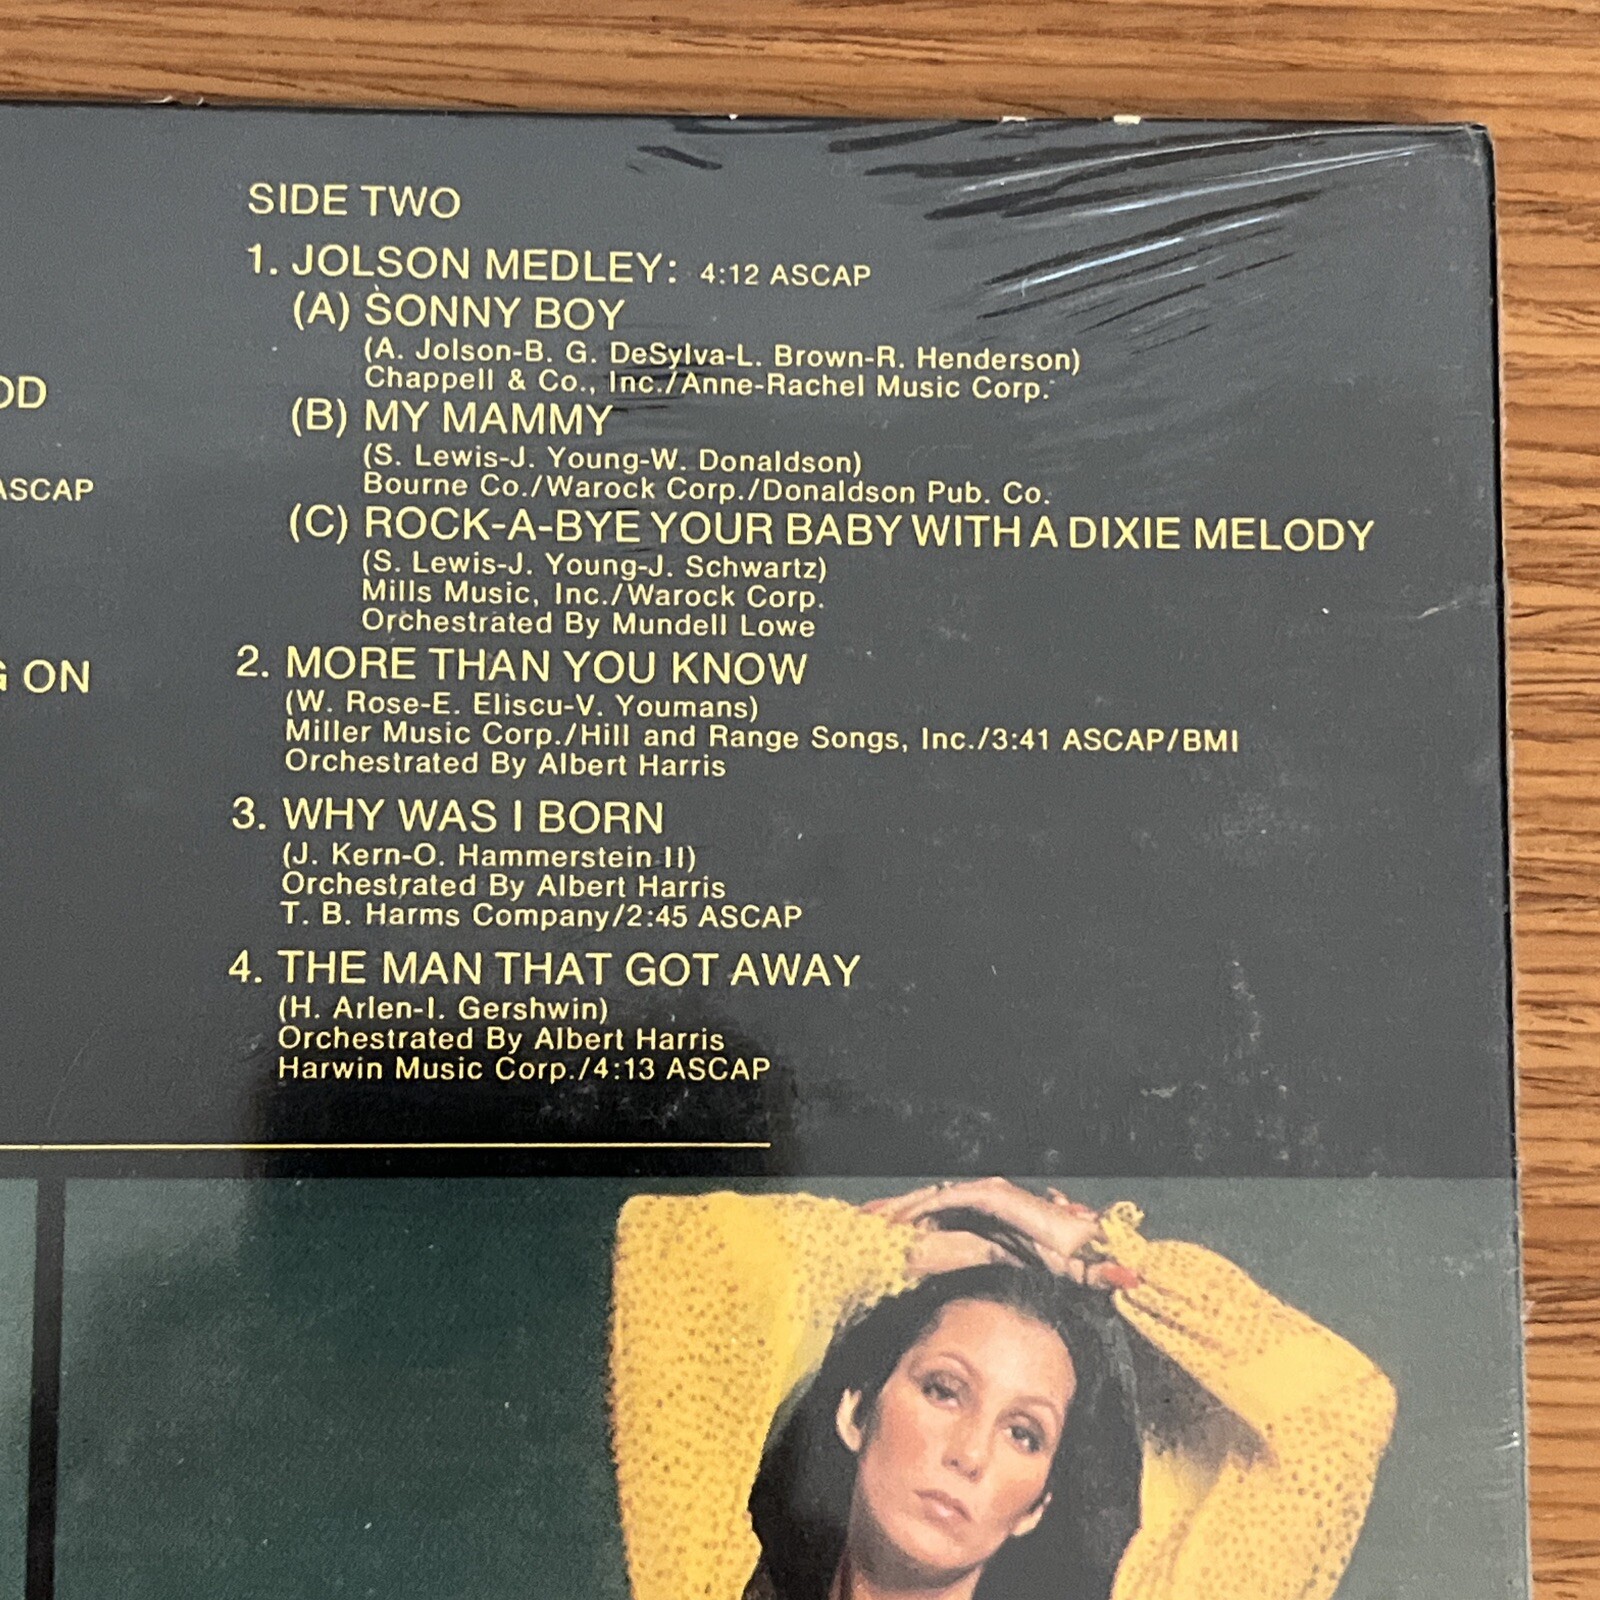 OD
ASCAP
ON
SIDE TWO
1. JOLSON MEDLEY: 4:12 ASCAP
(A) SONNY BOY
(A. Jolson-B. G. DeSylva-L. Brown-R. Henderson)
Chappell & Co., Inc./Anne-Rachel Music Corp.
(B) MY MAMMY
(S. Lewis-J. Young-W. Donaldson)
Bourne Co./Warock Corp./Donaldson Pub. Co.
(C) ROCK-A-BYE YOUR BABY WITH A DIXIE MELODY
(S. Lewis-J. Young-J. Schwartz)
Mills Music, Inc./Warock Corp.
Orchestrated By Mundell Lowe
2. MORE THAN YOU KNOW
(W. Rose-E. Eliscu-V. Youmans)
Miller Music Corp./Hill and Range Songs, Inc./3:41 ASCAP/BMI
Orchestrated By Albert Harris
3. WHY WAS I BORN
(J. Kern-O. Hammerstein II)
Orchestrated By Albert Harris
T. B. Harms Company/2:45 ASCAP
4. THE MAN THAT GOT AWAY
(H. Arlen-I. Gershwin)
Orchestrated By Albert Harris
Harwin Music Corp./4:13 ASCAP